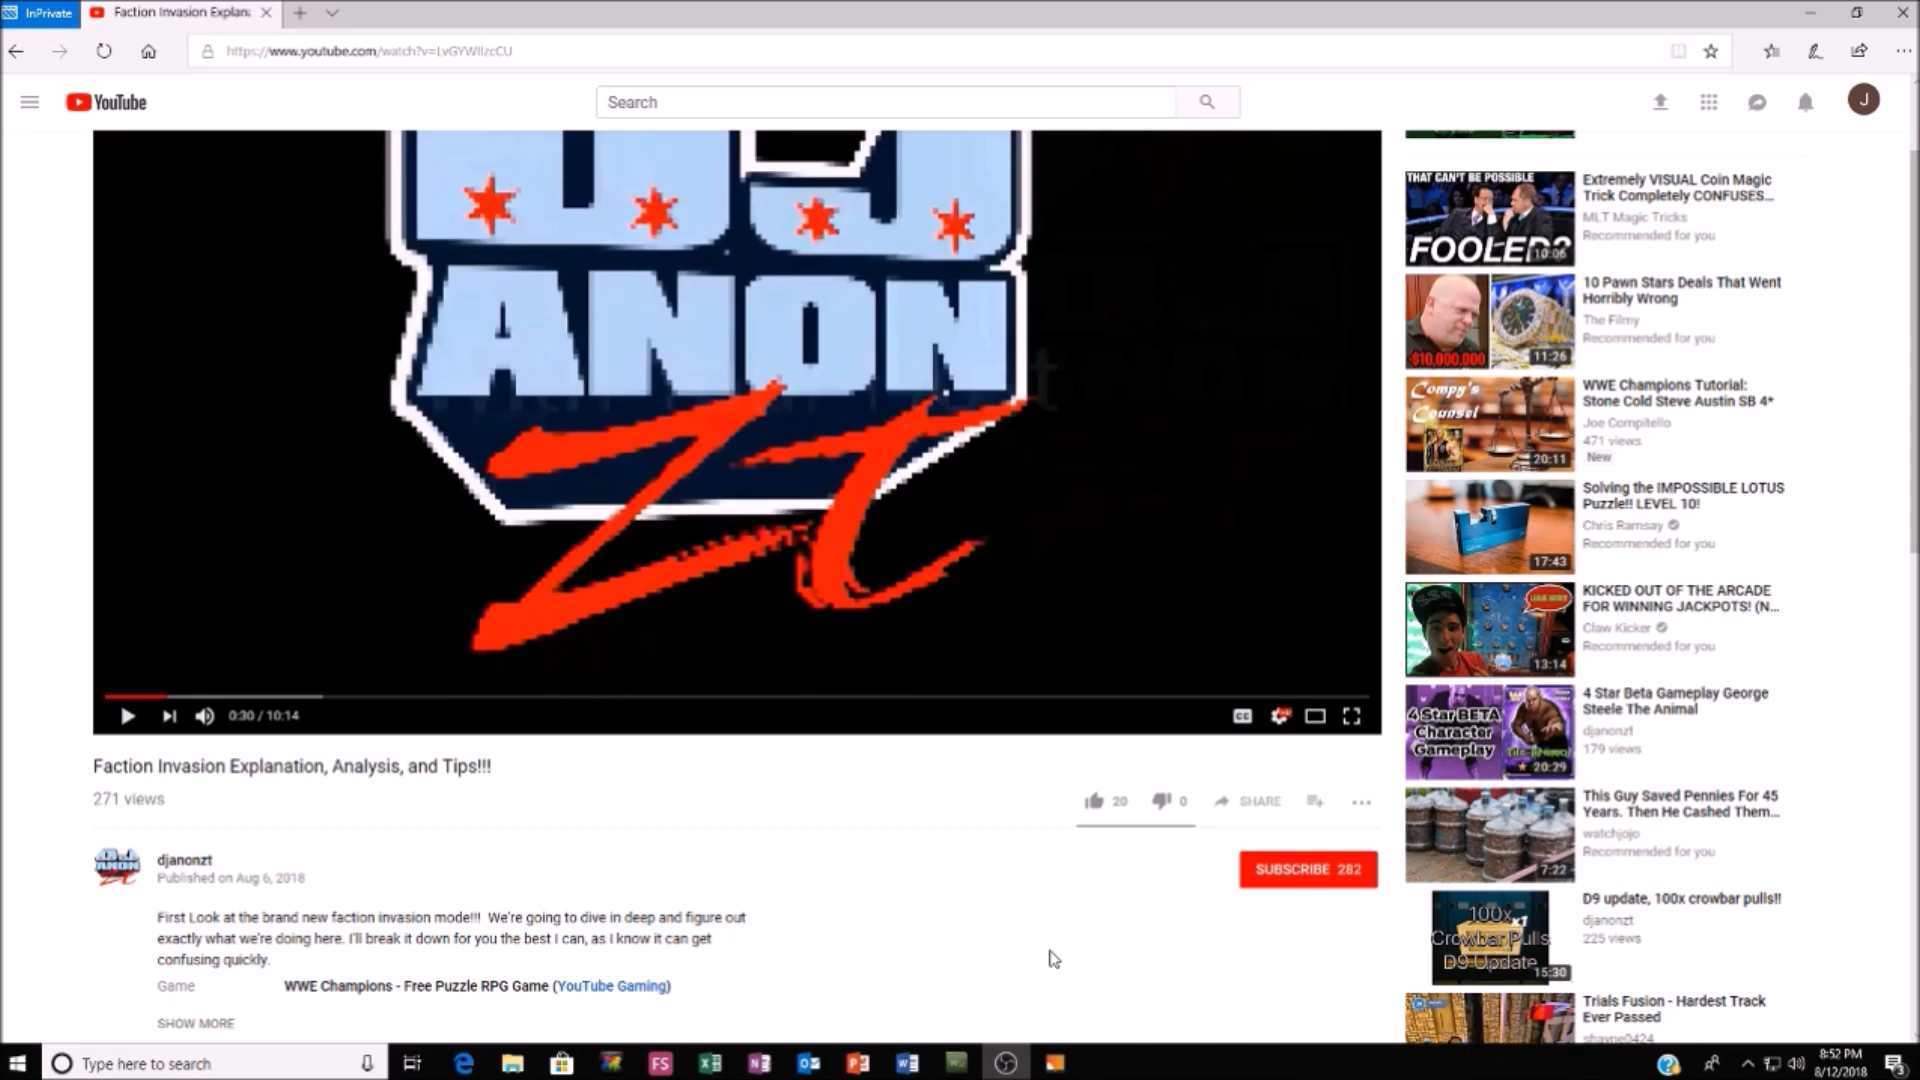 InPrivate
Faction Invasion Explan
https://www.youtube.com/watch?v=LvGYWlIzcCU
YouTube
Search
J
DJ
ANON
Zt
0:30 / 10:14
CC
Faction Invasion Explanation, Analysis, and Tips!!!
271 views
20
0
SHARE
djanonzt
Published on Aug 6, 2018
SUBSCRIBE 282
First Look at the brand new faction invasion mode!!! We're going to dive in deep and figure out
exactly what we're doing here. I'll break it down for you the best I can, as I know it can get
confusing quickly.
Game
WWE Champions - Free Puzzle RPG Game (YouTube Gaming)
SHOW MORE
THAT CAN'T BE POSSIBLE
FOOLED?
10:06
Extremely VISUAL Coin Magic
Trick Completely CONFUSES...
MLT Magic Tricks
Recommended for you
$10,000,000
11:26
10 Pawn Stars Deals That Went
Horribly Wrong
The Filmy
Recommended for you
Compy's
Counsel
20:11
WWE Champions Tutorial:
Stone Cold Steve Austin SB 4*
Joe Compitello
471 views
New
17:43
Solving the IMPOSSIBLE LOTUS
Puzzle!! LEVEL 10!
Chris Ramsay
Recommended for you
13:14
KICKED OUT OF THE ARCADE
FOR WINNING JACKPOTS! (N...
Claw Kicker
Recommended for you
4 Star BETA
Character
Gameplay
20:29
4 Star Beta Gameplay George
Steele The Animal
djanonzt
179 views
7:22
This Guy Saved Pennies For 45
Years. Then He Cashed Them...
watchjojo
Recommended for you
100x
x1
Crowbar Pulls
D9 Update
15:30
D9 update, 100x crowbar pulls!!
djanonzt
225 views
Trials Fusion - Hardest Track
Ever Passed
shayne0424
Type here to search
FS
8:52 PM
8/12/2018
3